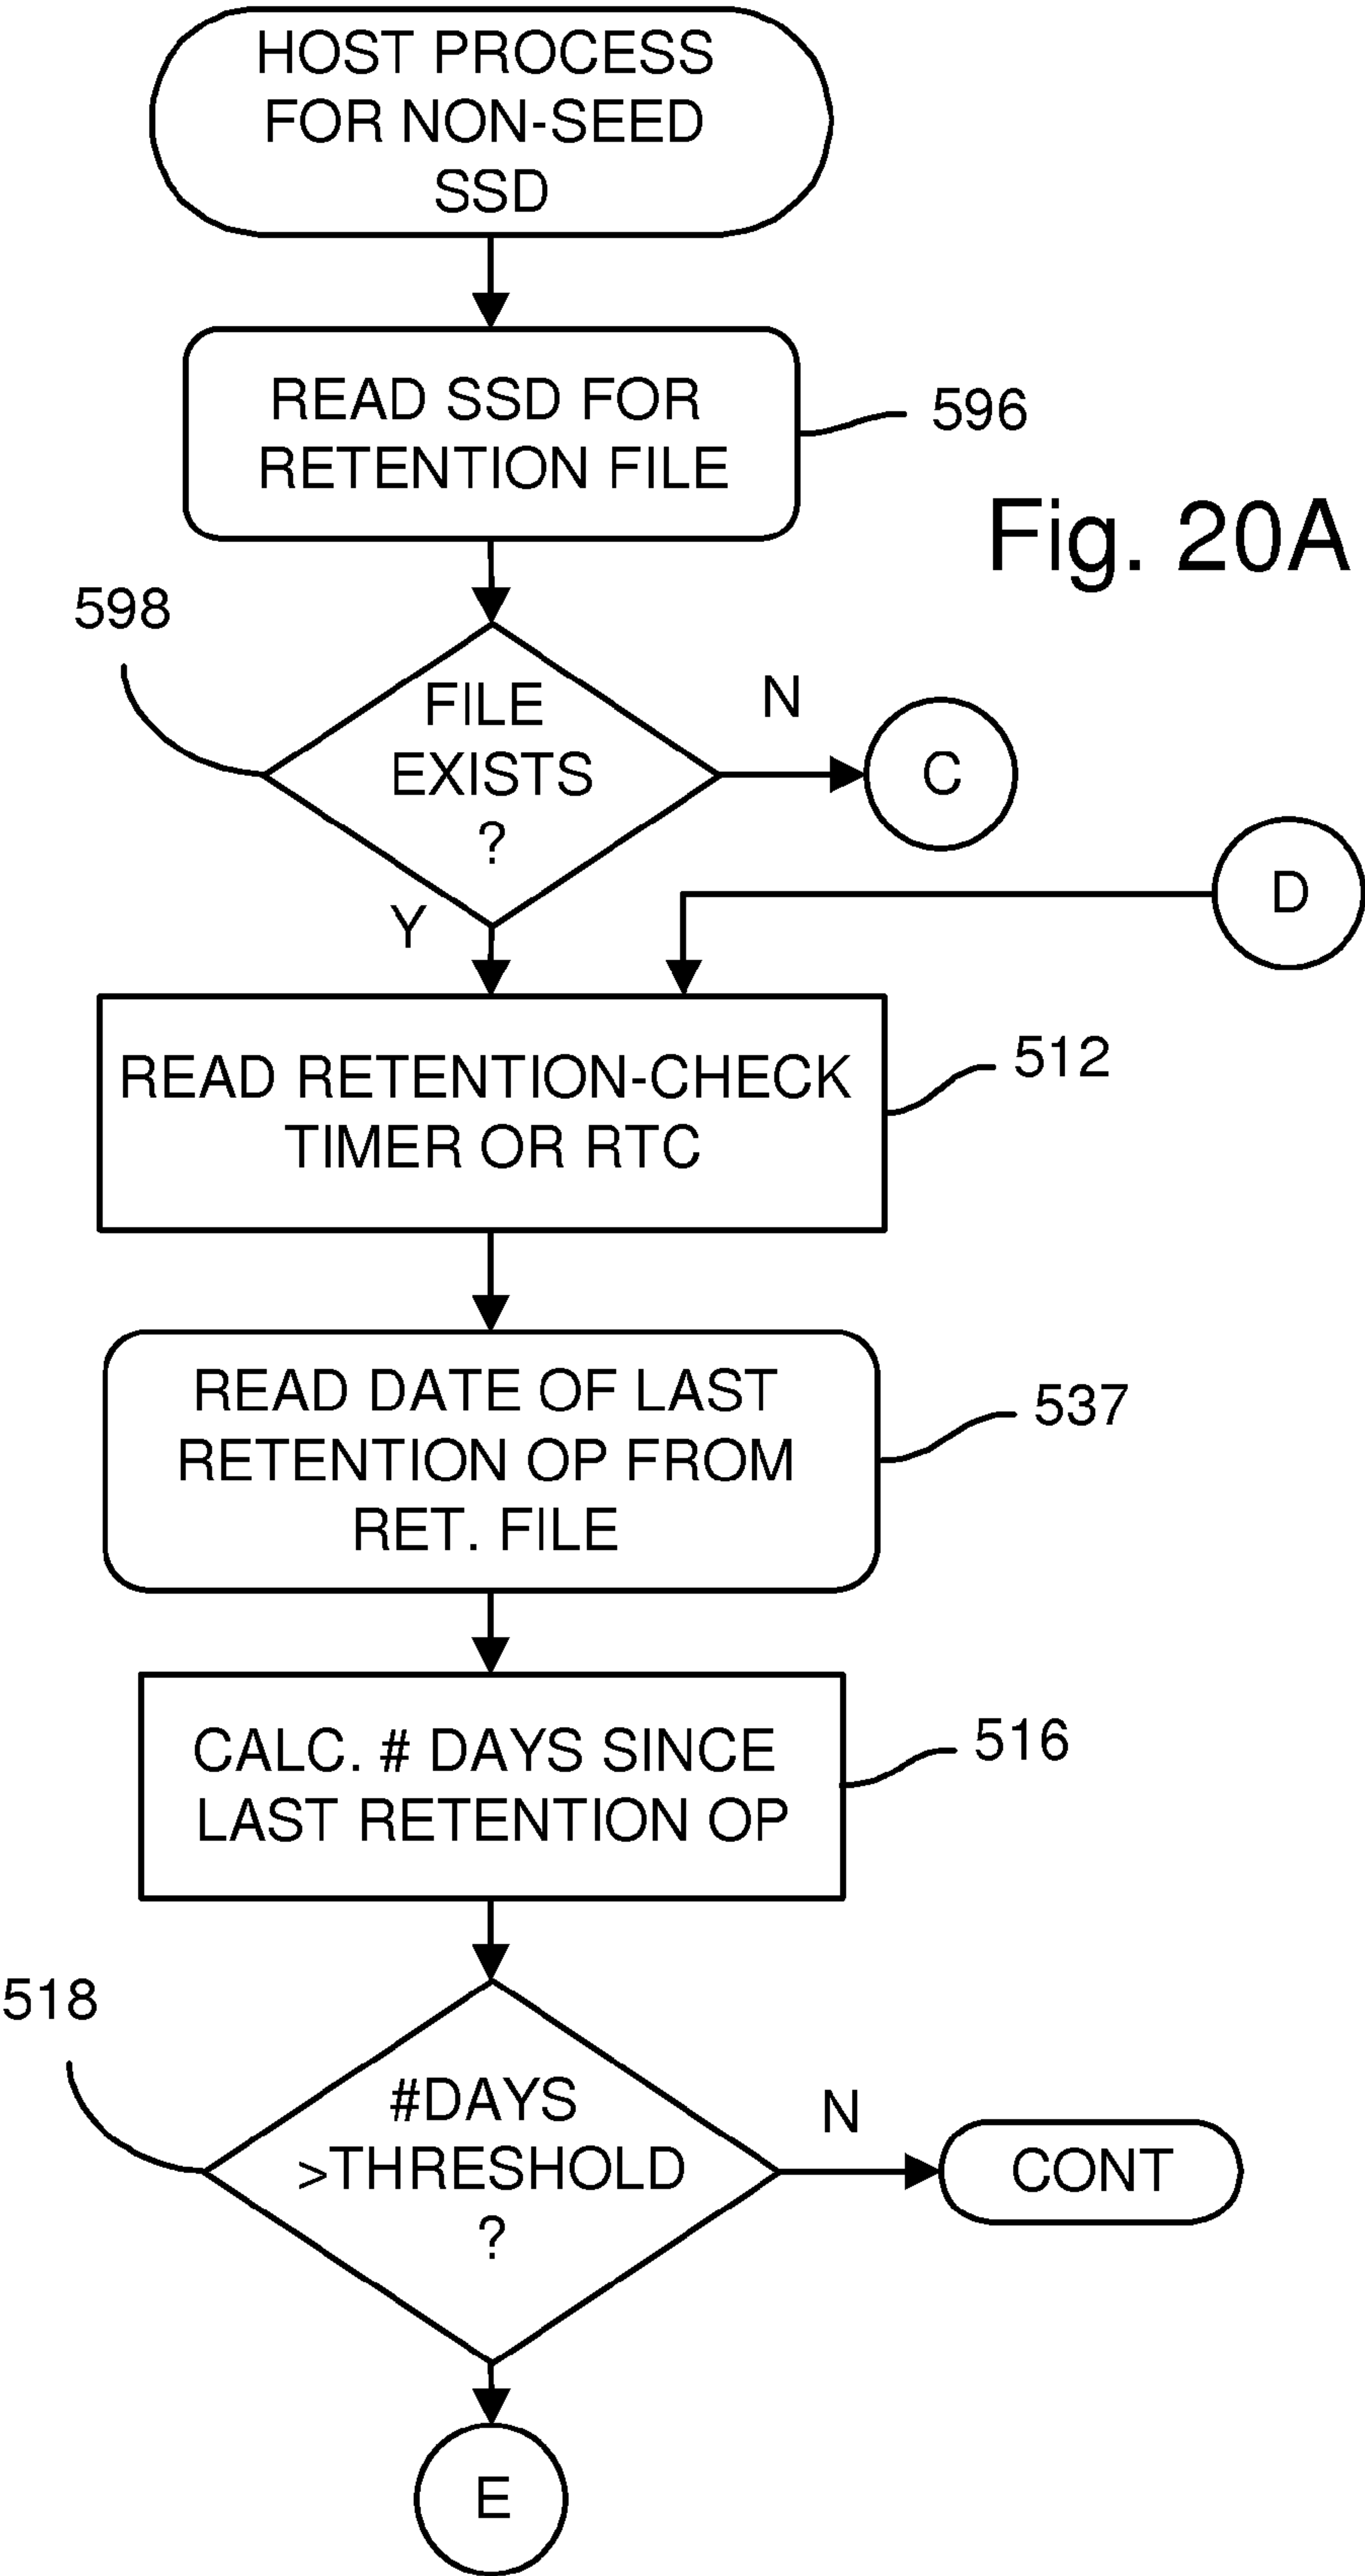 HOST PROCESS
FOR NON-SEED
SSD
READ SSD FOR
RETENTION FILE
596
Fig. 20A
598
FILE
EXISTS
?
N
C
D
Y
READ RETENTION-CHECK
TIMER OR RTC
512
READ DATE OF LAST
RETENTION OP FROM
RET. FILE
537
CALC. # DAYS SINCE
LAST RETENTION OP
516
518
#DAYS
>THRESHOLD
?
N
CONT
E